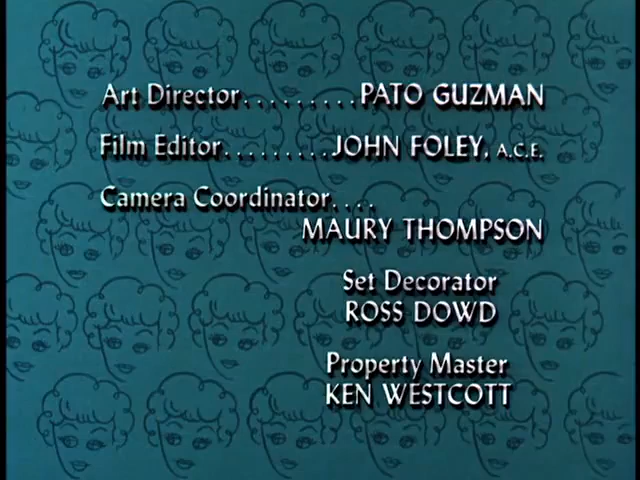 Art Director.........PATO GUZMAN
Film Editor.........JOHN FOLEY, A.C.E.
Camera Coordinator....
MAURY THOMPSON
Set Decorator
ROSS DOWD
Property Master
KEN WESTCOTT